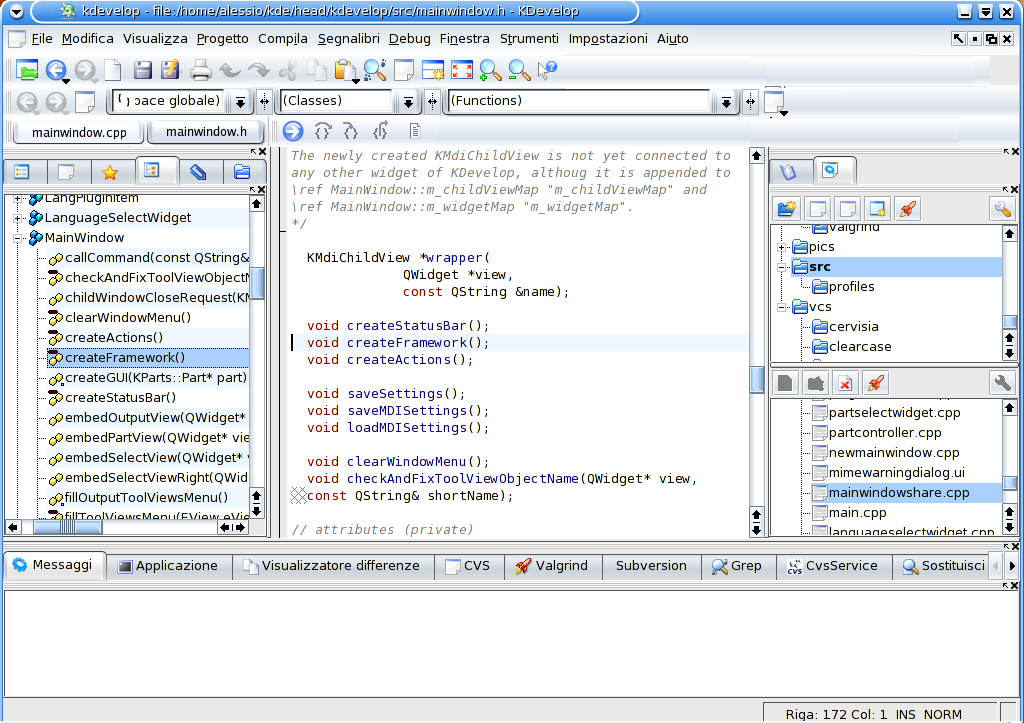 kdevelop - file:/home/alessio/kde/head/kdevelop/src/mainwindow.h - KDevelop
File Modifica Visualizza Progetto Compila Segnalibri Debug Finestra Strumenti Impostazioni Aiuto
pace globale) (Classes) (Functions)
mainwindow.cpp mainwindow.h
LangPluginItem
LanguageSelectWidget
MainWindow
callCommand(const QString&
checkAndFixToolViewObjectN
childWindowCloseRequest(KM
clearWindowMenu()
createActions()
createFramework()
createGUI(KParts::Part* part)
createStatusBar()
embedOutputView(QWidget*
embedPartView(QWidget* vie
embedSelectView(QWidget* v
embedSelectViewRight(QWid
fillOutputToolViewsMenu()
fillToolViewsMenu(EView eVie
The newly created KMdiChildView is not yet connected to
any other widget of KDevelop, althoug it is appended to
\ref MainWindow::m_childViewMap "m_childViewMap" and
\ref MainWindow::m_widgetMap "m_widgetMap".
*/
KMdiChildView *wrapper(
QWidget *view,
const QString &name);
void createStatusBar();
void createFramework();
void createActions();
void saveSettings();
void saveMDISettings();
void loadMDISettings();
void clearWindowMenu();
void checkAndFixToolViewObjectName(QWidget* view,
const QString& shortName);
// attributes (private)
valgrind
pics
src
profiles
vcs
cervisia
clearcase
partselectwidget.cpp
partcontroller.cpp
newmainwindow.cpp
mimewarningdialog.ui
mainwindowshare.cpp
main.cpp
languageselectwidget.cpp
Messaggi Applicazione Visualizzatore differenze CVS Valgrind Subversion Grep CvsService Sostituisci
Riga: 172 Col: 1 INS NORM